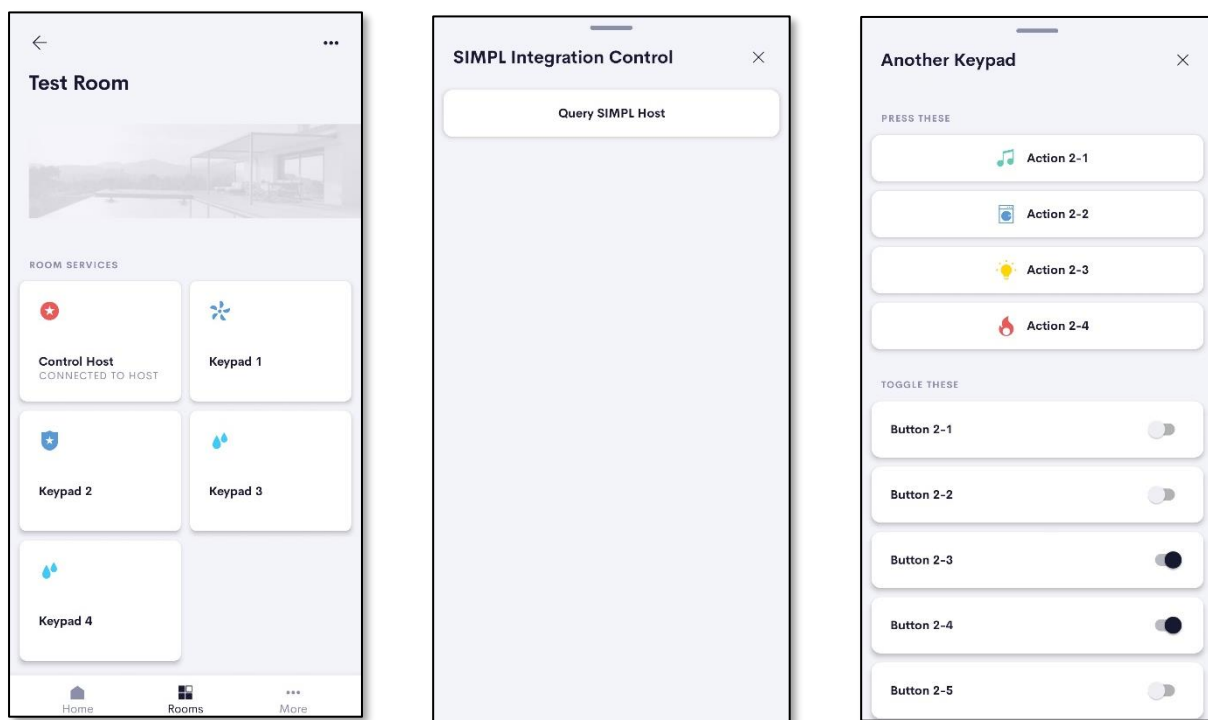 Test Room
ROOM SERVICES
Control Host
CONNECTED TO HOST
Keypad 1
Keypad 2
Keypad 3
Keypad 4
Home
Rooms
More
SIMPL Integration Control
Query SIMPL Host
Another Keypad
PRESS THESE
Action 2-1
Action 2-2
Action 2-3
Action 2-4
TOGGLE THESE
Button 2-1
Button 2-2
Button 2-3
Button 2-4
Button 2-5